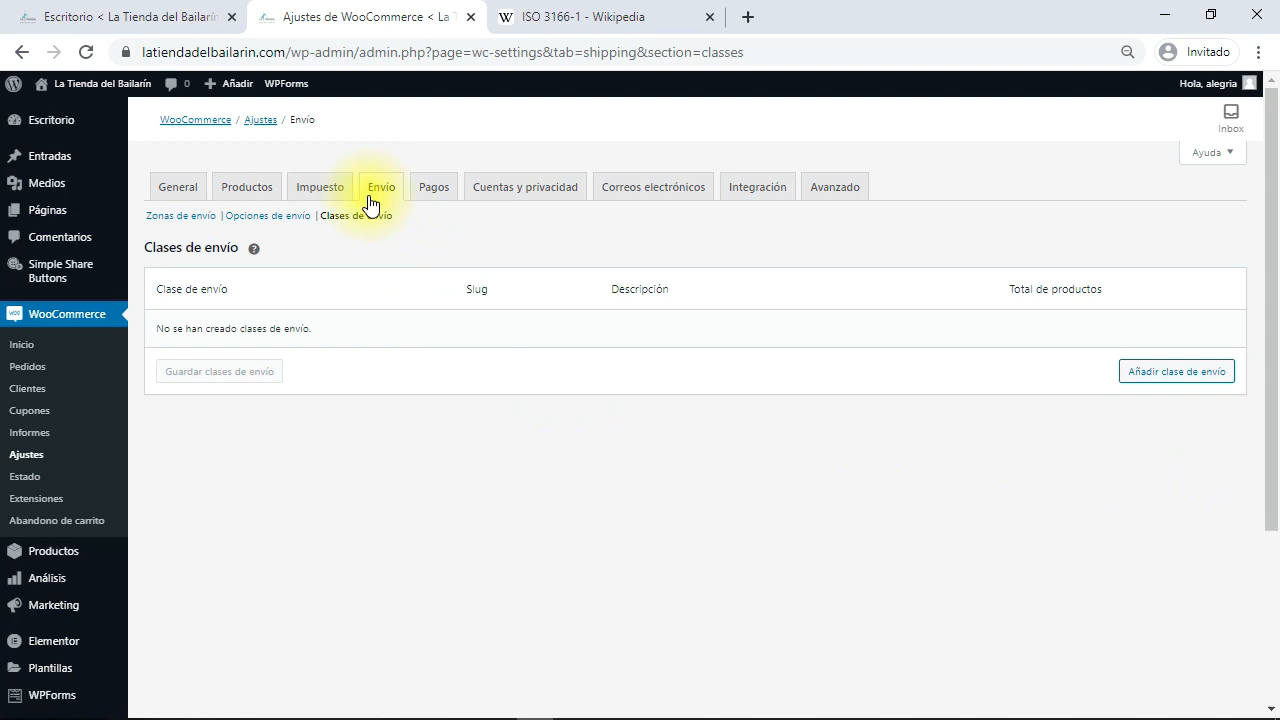 Escritorio < La Tienda del Bailarín
Ajustes de WooCommerce < La T
W ISO 3166-1 - Wikipedia
latiendadelbailarin.com/wp-admin/admin.php?page=wc-settings&tab=shipping&section=classes
Invitado
La Tienda del Bailarín 0 Añadir WPForms
Hola, alegria
Escritorio
Entradas
Medios
Páginas
Comentarios
Simple Share
Buttons
WooCommerce
Inicio
Pedidos
Clientes
Cupones
Informes
Ajustes
Estado
Extensiones
Abandono de carrito
Productos
Análisis
Marketing
Elementor
Plantillas
WPForms
WooCommerce / Ajustes / Envío
Inbox
Ayuda
General Productos Impuesto Envío Pagos Cuentas y privacidad Correos electrónicos Integración Avanzado
Zonas de envío | Opciones de envío | Clases de envío
Clases de envío ?
Clase de envío Slug Descripción Total de productos
No se han creado clases de envío.
Guardar clases de envío Añadir clase de envío